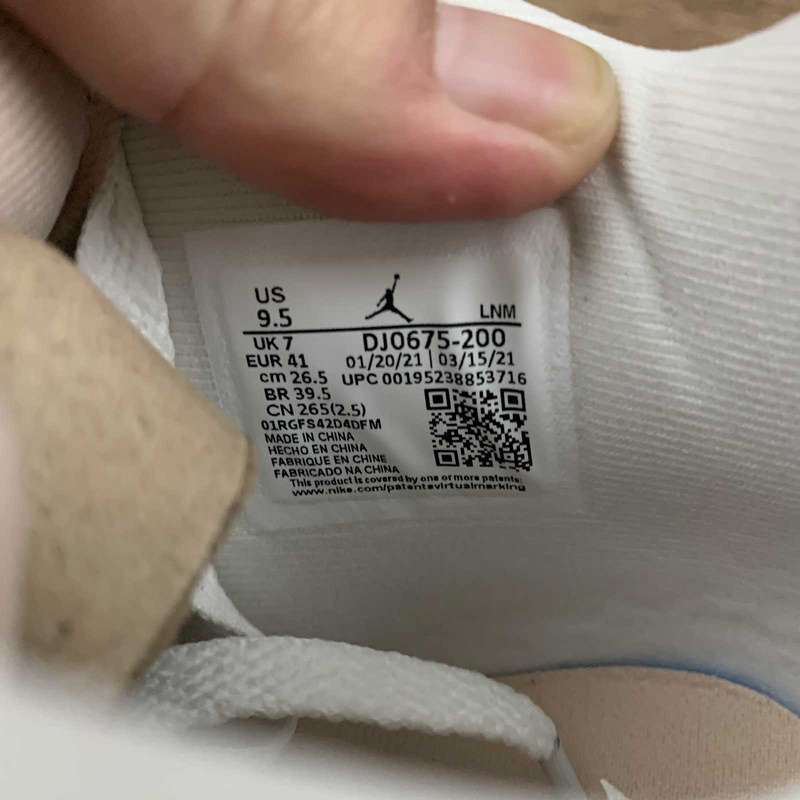 US
9.5
LNM
UK 7
DJ0675-200
EUR 41
01/20/21 | 03/15/21
cm 26.5
UPC 00195238853716
BR 39.5
CN 265(2.5)
01RGFS42D4DFM
MADE IN CHINA
HECHO EN CHINA
FABRIQUE EN CHINE
FABRICADO NA CHINA
This product is covered by one or more patents:
www.nike.com/patentsvirtualmarking